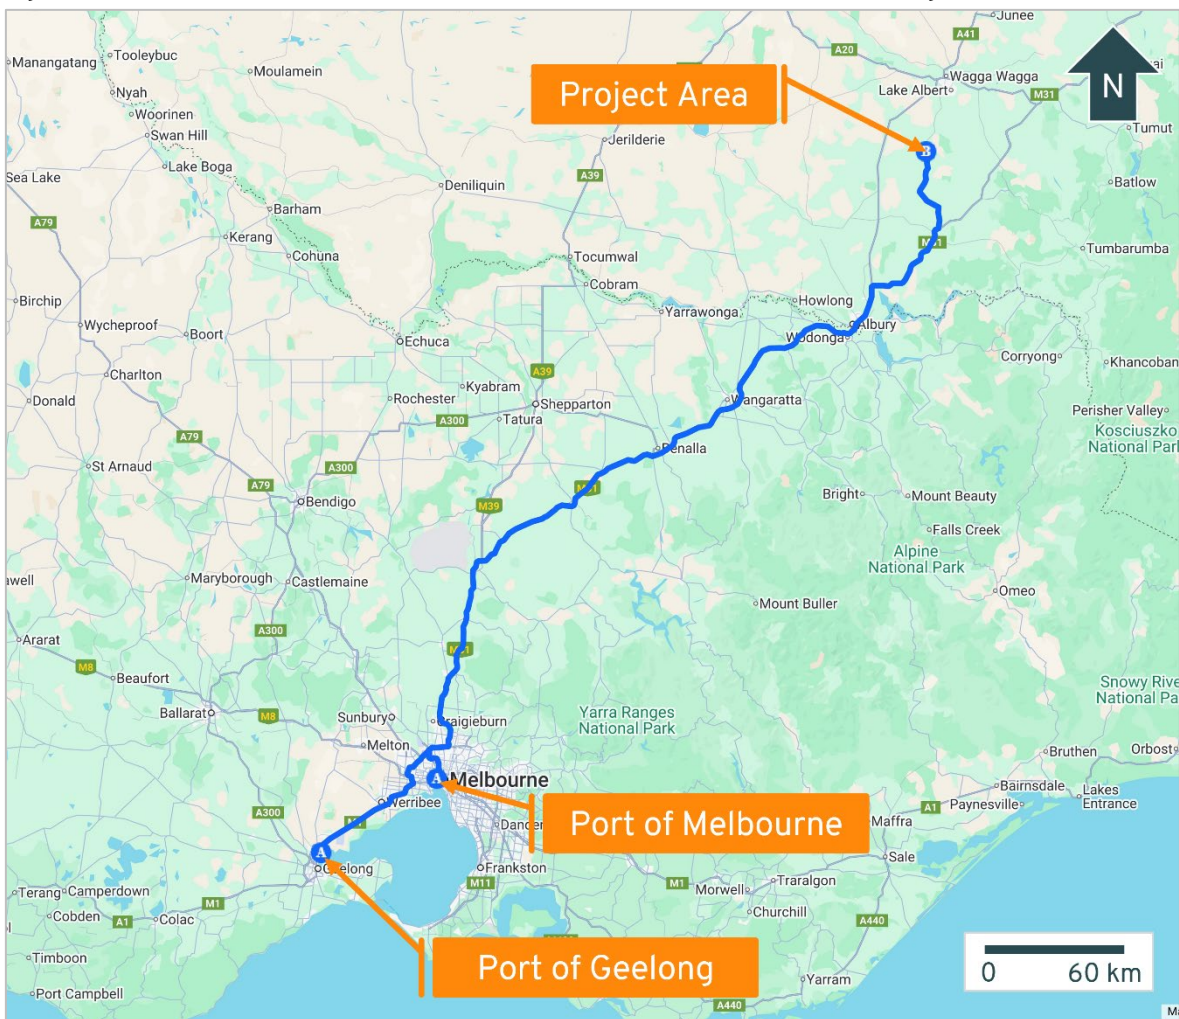 Junee
A41
A20
Manangatang
Tooleybuc
Moulamein
Wagga Wagga
Nyah
Project Area
Lake Albert
M31
N
Woorinen
Swan Hill
Jerilderie
Tumut
Lake Boga
Sea Lake
A39
B
Deniliquin
Batlow
A79
Barham
Kerang
Tumbarumba
Cohuna
Tocumwal
Cobram
Birchip
Howlong
Yarrawonga
Wycheproof
Boort
Albury
Echuca
Wodonga
Corryong
Khancoban
Charlton
A39
Kyabram
Donald
Rochester
Shepparton
Wangaratta
Perisher Valley
A300
Tatura
Kosciuszko
National Park
A79
Benalla
St Arnaud
A300
A79
Bendigo
M39
Bright
Mount Beauty
Falls Creek
Alpine
National Park
Maryborough
Castlemaine
Omeo
Mount Buller
Ararat
A300
M8
Beaufort
Snowy
Ballarat
M8
Sunbury
Craigieburn
Yarra Ranges
National Park
Melton
Bruthen
Orbost
A
Melbourne
Bairnsdale
Lakes
Entrance
Werribee
A300
A1
Paynesville
Port of Melbourne
Maffra
A
Geelong
Frankston
Sale
M11
M1
Traralgon
Morwell
Terang
Camperdown
M1
Churchill
Cobden
A1
Colac
A440
Timboon
Port of Geelong
0
60 km
Yarram
Port Campbell
A440